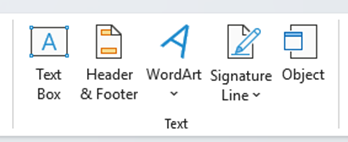 A
Text Box
Header & Footer
A
WordArt
Signature Line
Object
Text